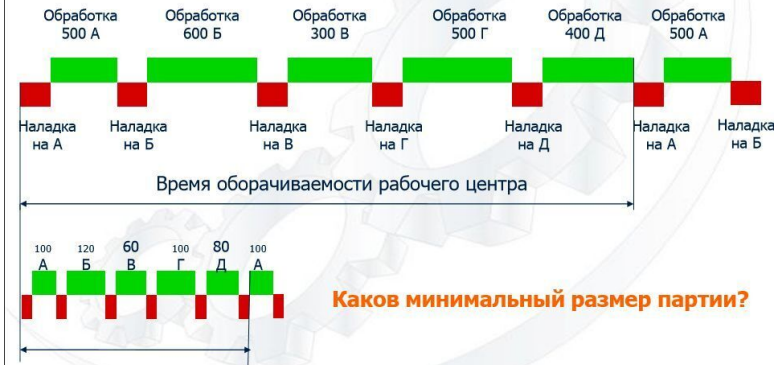 Обработка Обработка Обработка Обработка Обработка Обработка
500 А 600 Б 300 В 500 Г 400 Д 500 А
Наладка Наладка Наладка Наладка Наладка Наладка Наладка
на А на Б на В на Г на Д на А на Б
Время оборачиваемости рабочего центра
100 120 60 100 80 100
А Б В Г Д А
Каков минимальный размер партии?